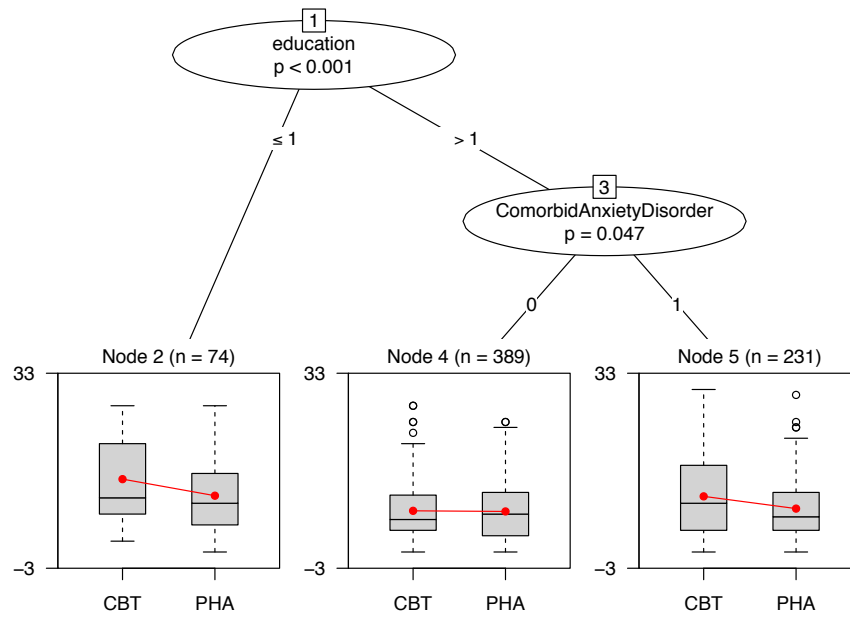 1
education
p < 0.001
≤ 1
> 1
3
ComorbidAnxietyDisorder
p = 0.047
0
1
Node 2 (n = 74)
33
−3
CBT
PHA
Node 4 (n = 389)
33
−3
CBT
PHA
Node 5 (n = 231)
33
−3
CBT
PHA